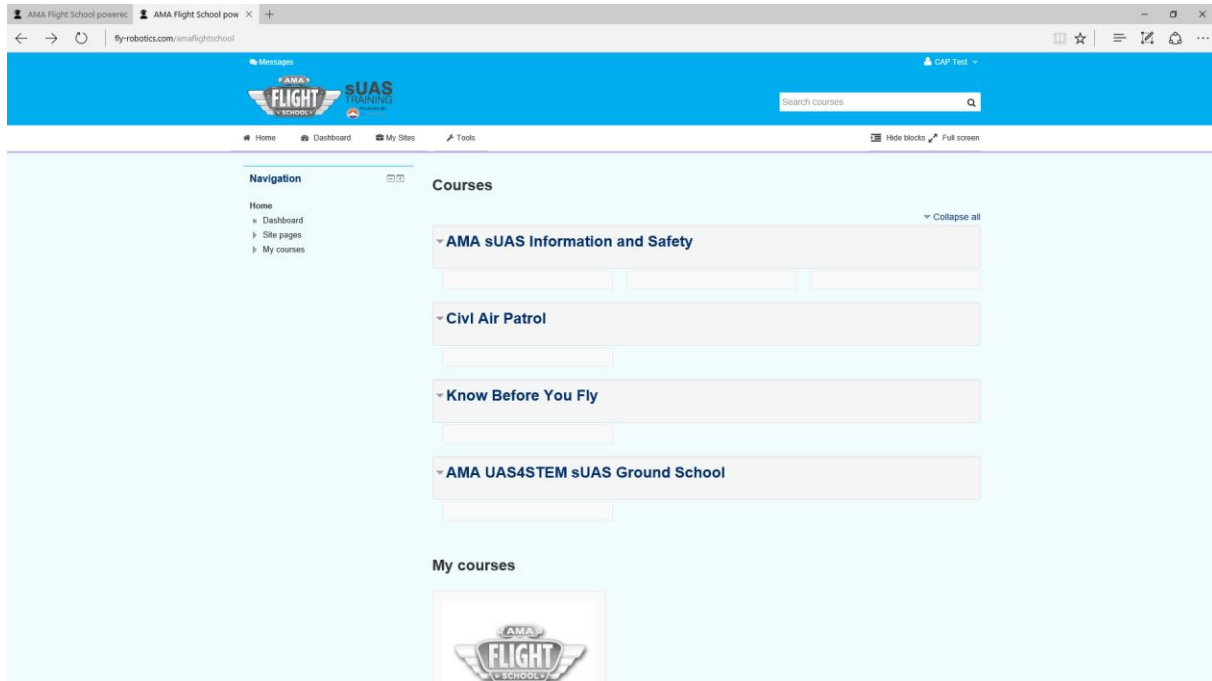 AMA Flight School powerec
AMA Flight School pow
fly-robotics.com/amaflightschool
Messages
CAP Test
AMA
FLIGHT
SCHOOL
sUAS
TRAINING
Search courses
Home Dashboard My Sites Tools
Hide blocks Full screen
Navigation
Home
Dashboard
Site pages
My courses
Courses
Collapse all
AMA sUAS Information and Safety
Civl Air Patrol
Know Before You Fly
AMA UAS4STEM sUAS Ground School
My courses
AMA
FLIGHT
SCHOOL